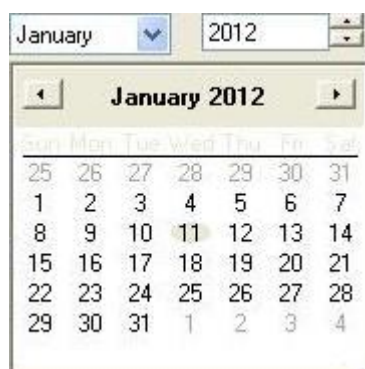 January 2012
January 2012
Sun Mon Tue Wed Thu Fri Sat
25 26 27 28 29 30 31
1 2 3 4 5 6 7
8 9 10 11 12 13 14
15 16 17 18 19 20 21
22 23 24 25 26 27 28
29 30 31 1 2 3 4